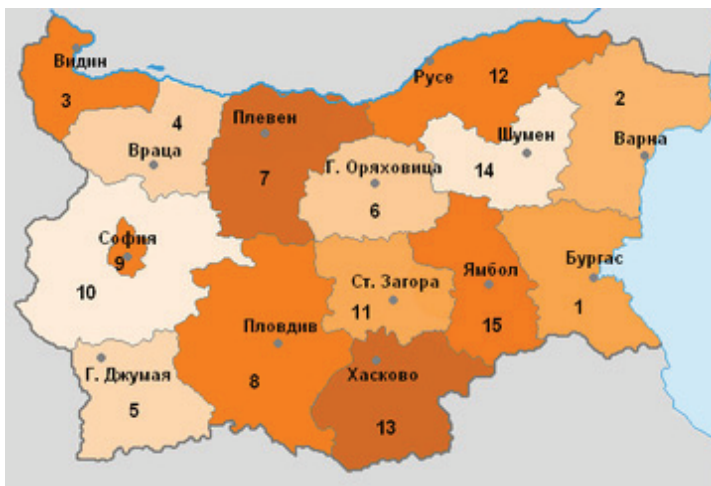 Видин
3
4
Враца
Плевен
7
Русе
12
2
Варна
Шумен
14
Г. Оряховица
6
София
9
10
Ст. Загора
11
Ямбол
15
Бургас
1
Пловдив
8
Г. Джумая
5
Хасково
13